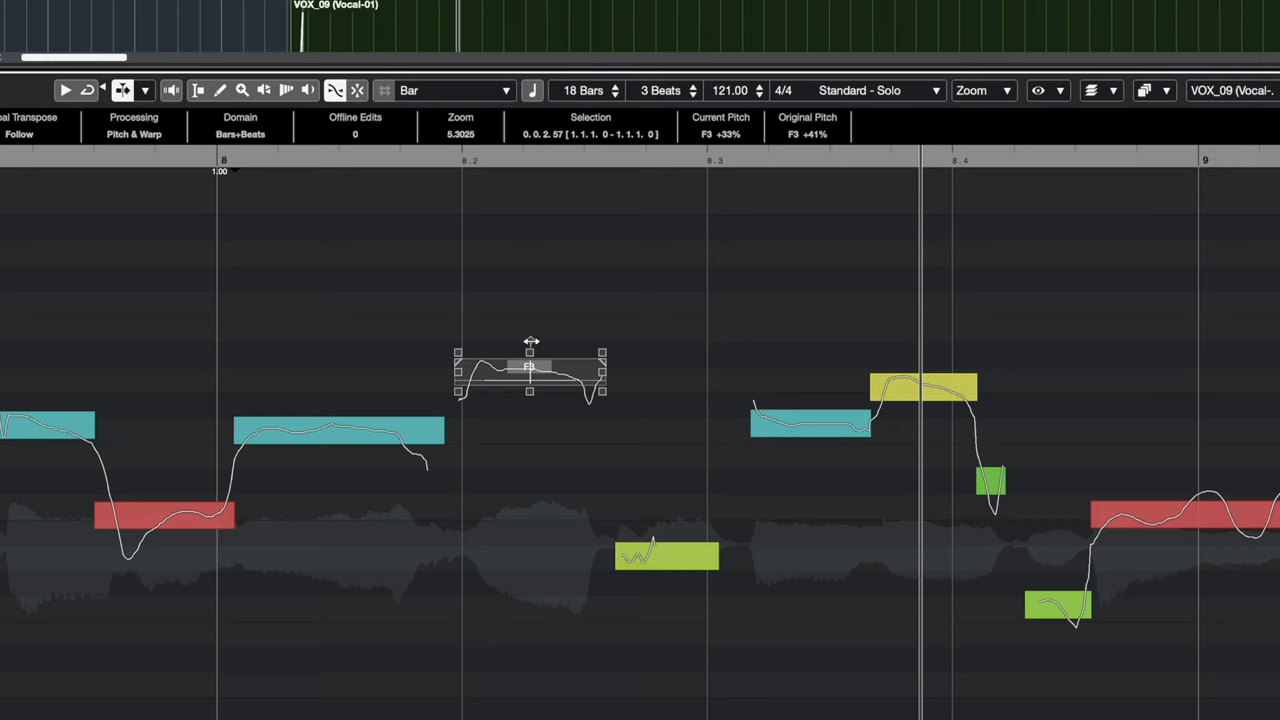 VOX_09 (Vocal-01)
Bar 18 Bars 3 Beats 121.00 4/4 Standard - Solo Zoom VOX_09 (Vocal-.
bal Transpose Processing Domain Offline Edits Zoom Selection Current Pitch Original Pitch
Follow Pitch & Warp Bars+Beats 0 5.3025 0. 0. 2. 57 [ 1. 1. 1. 0 - 1. 1. 1. 0 ] F3 +33% F3 +41%
8 8.2 8.3 8.4 9
1.00
F3